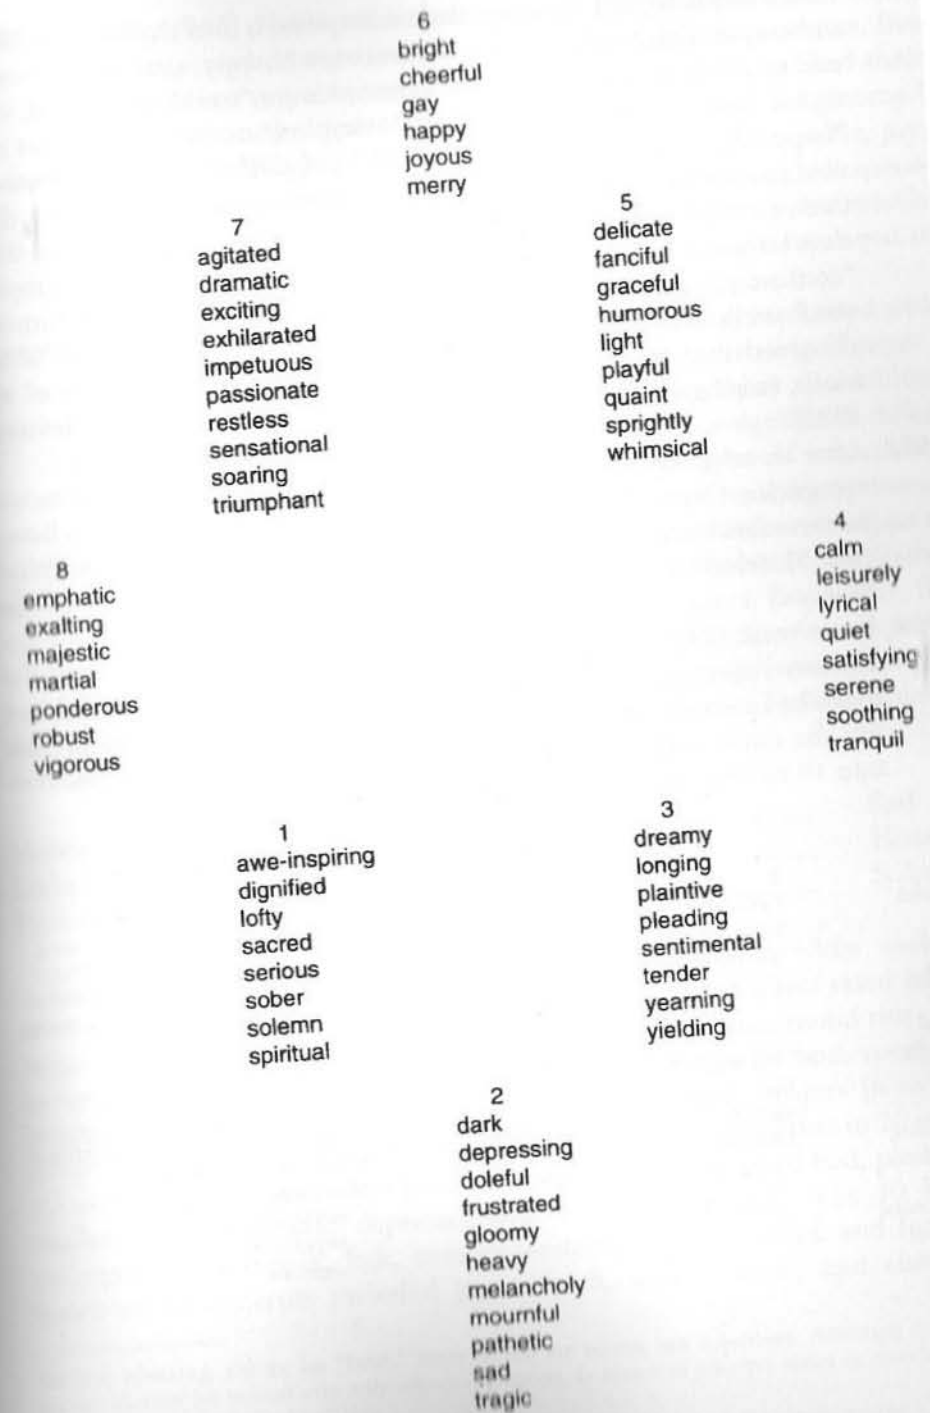 6
bright
cheerful
gay
happy
joyous
merry
7
agitated
dramatic
exciting
exhilarated
impetuous
passionate
restless
sensational
soaring
triumphant
5
delicate
fanciful
graceful
humorous
light
playful
quaint
sprightly
whimsical
8
emphatic
exalting
majestic
martial
ponderous
robust
vigorous
4
calm
leisurely
lyrical
quiet
satisfying
serene
soothing
tranquil
1
awe-inspiring
dignified
lofty
sacred
serious
sober
solemn
spiritual
3
dreamy
longing
plaintive
pleading
sentimental
tender
yearning
yielding
2
dark
depressing
doleful
frustrated
gloomy
heavy
melancholy
mournful
pathetic
sad
tragic